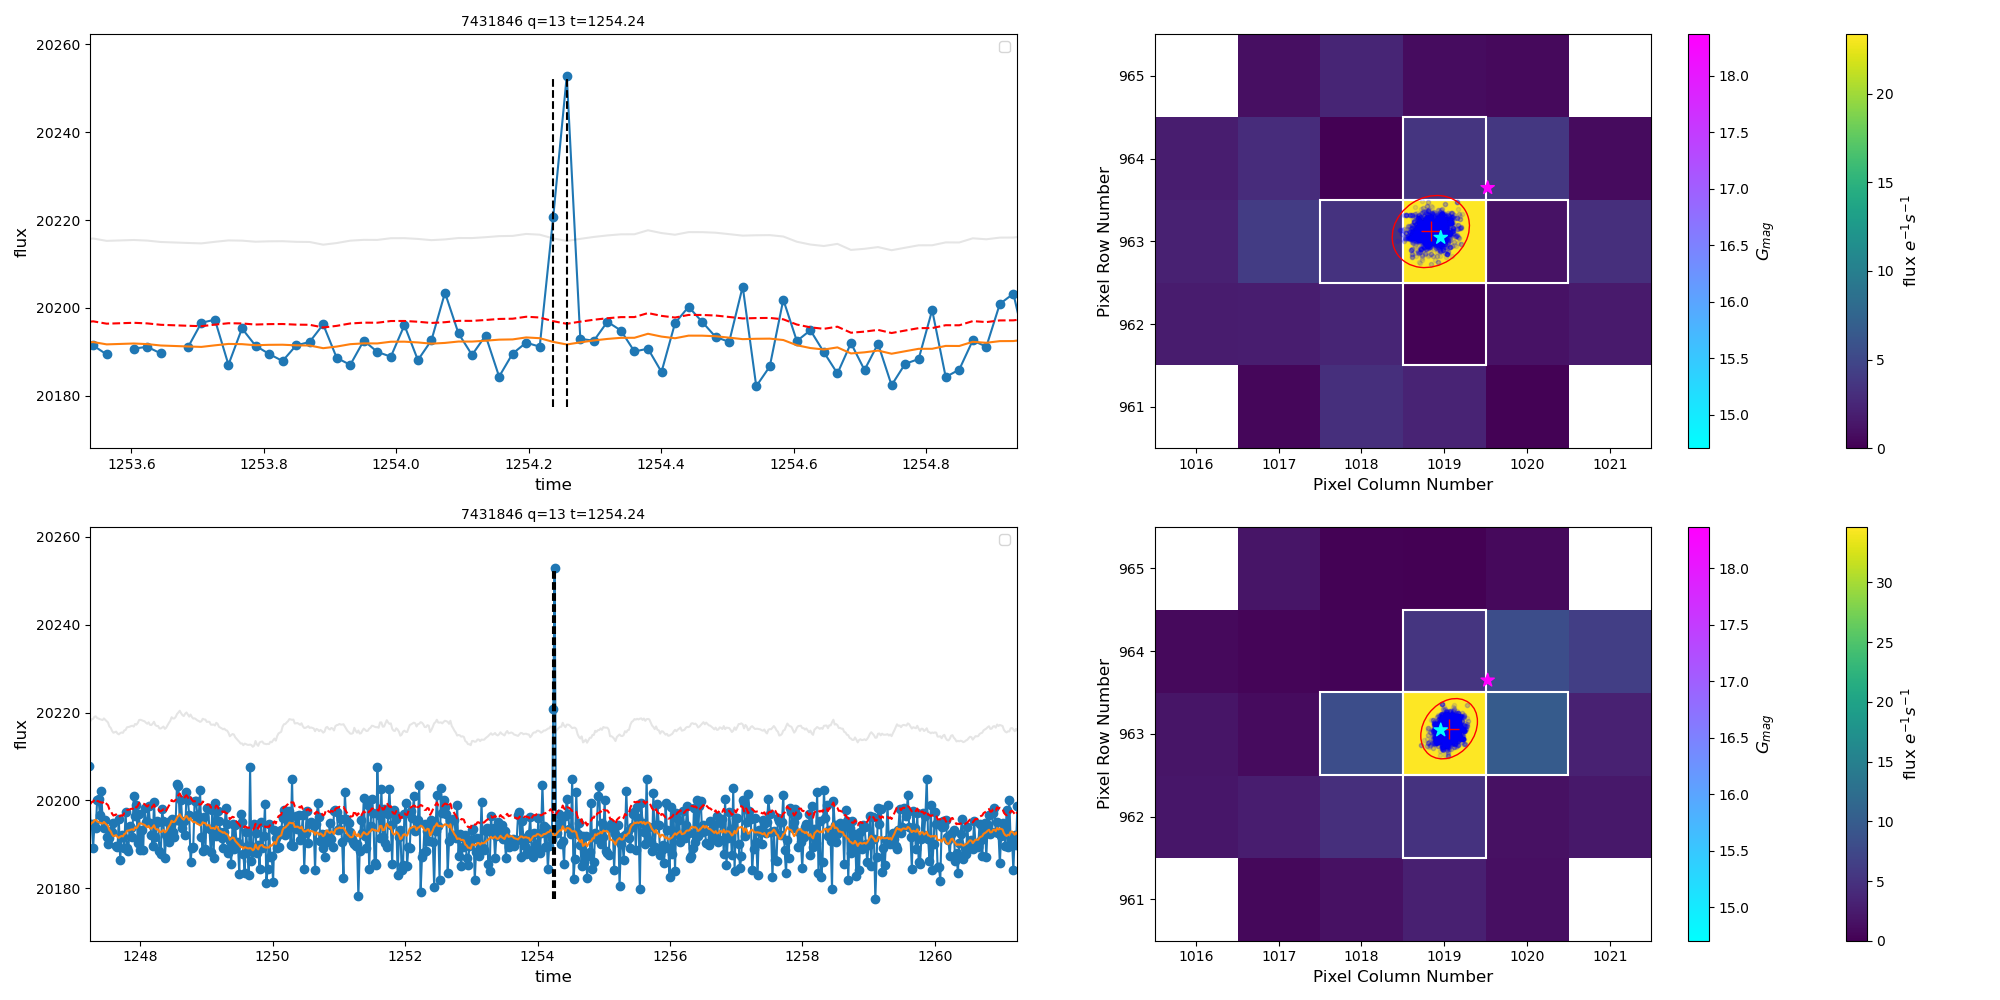 7431846 q=13 t=1254.24
20260
20240
20220
20200
20180
flux
1253.6 1253.8 1254.0 1254.2 1254.4 1254.6 1254.8
time
965
964
963
962
961
Pixel Row Number
1016 1017 1018 1019 1020 1021
Pixel Column Number
18.0
17.5
17.0
16.5
16.0
15.5
15.0
G_mag
20
15
10
5
0
flux e⁻¹s⁻¹
7431846 q=13 t=1254.24
20260
20240
20220
20200
20180
flux
1248 1250 1252 1254 1256 1258 1260
time
965
964
963
962
961
Pixel Row Number
1016 1017 1018 1019 1020 1021
Pixel Column Number
18.0
17.5
17.0
16.5
16.0
15.5
15.0
G_mag
30
25
20
15
10
5
0
flux e⁻¹s⁻¹